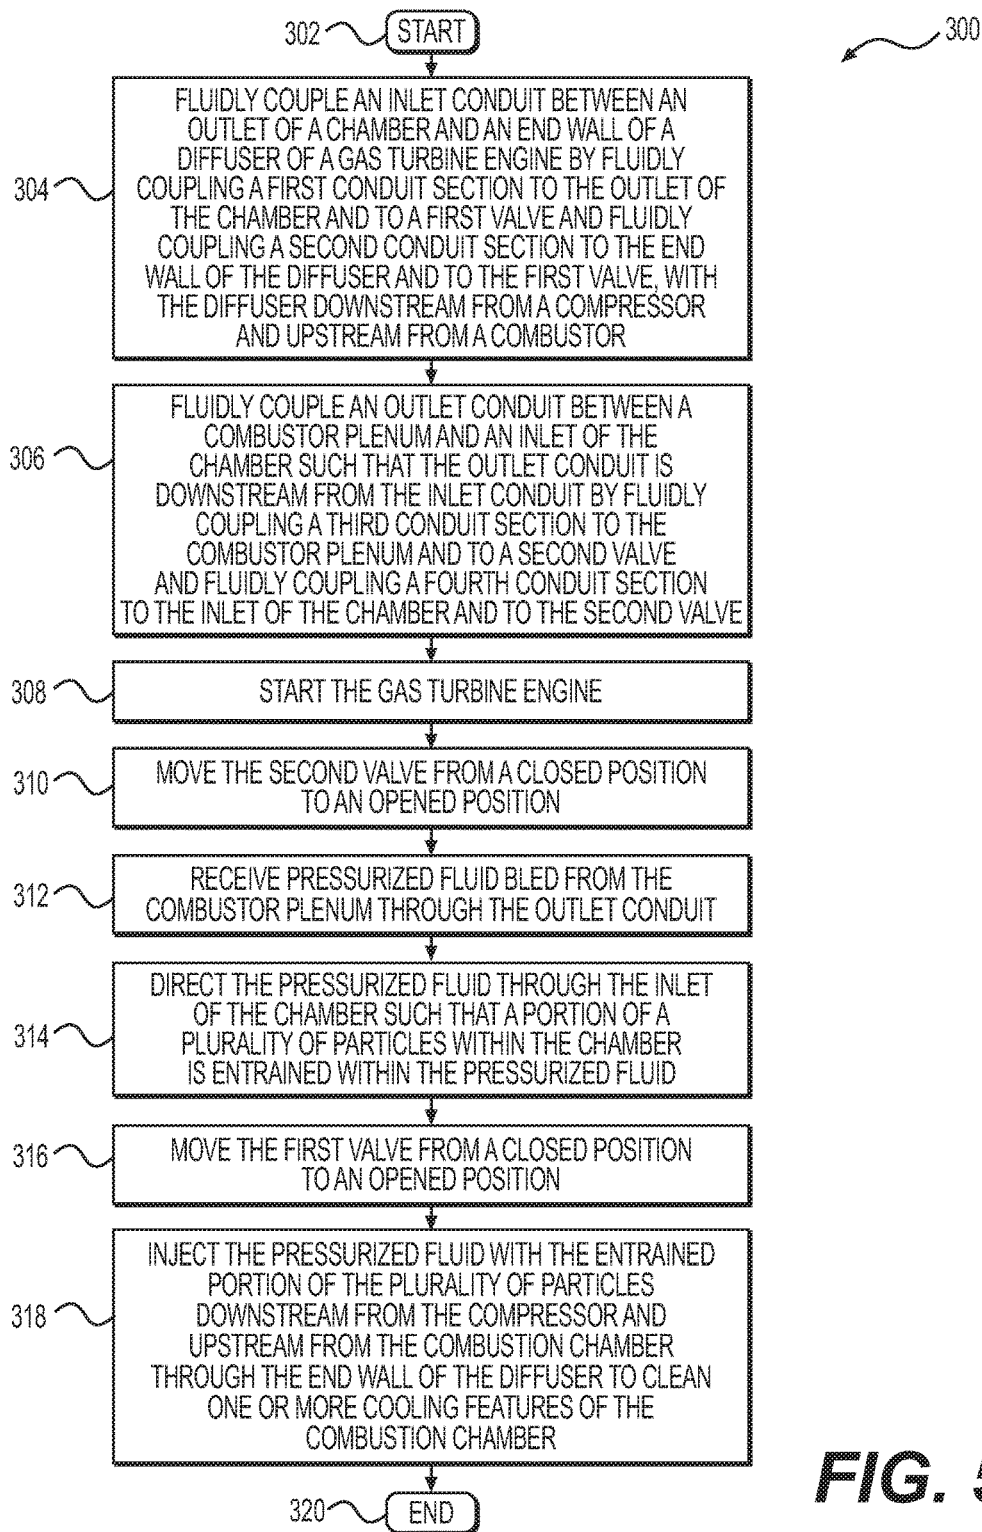 302
START
300
304
FLUIDLY COUPLE AN INLET CONDUIT BETWEEN AN
OUTLET OF A CHAMBER AND AN END WALL OF A
DIFFUSER OF A GAS TURBINE ENGINE BY FLUIDLY
COUPLING A FIRST CONDUIT SECTION TO THE OUTLET OF
THE CHAMBER AND TO A FIRST VALVE AND FLUIDLY
COUPLING A SECOND CONDUIT SECTION TO THE END
WALL OF THE DIFFUSER AND TO THE FIRST VALVE, WITH
THE DIFFUSER DOWNSTREAM FROM A COMPRESSOR
AND UPSTREAM FROM A COMBUSTOR
306
FLUIDLY COUPLE AN OUTLET CONDUIT BETWEEN A
COMBUSTOR PLENUM AND AN INLET OF THE
CHAMBER SUCH THAT THE OUTLET CONDUIT IS
DOWNSTREAM FROM THE INLET CONDUIT BY FLUIDLY
COUPLING A THIRD CONDUIT SECTION TO THE
COMBUSTOR PLENUM AND TO A SECOND VALVE
AND FLUIDLY COUPLING A FOURTH CONDUIT SECTION
TO THE INLET OF THE CHAMBER AND TO THE SECOND VALVE
308
START THE GAS TURBINE ENGINE
310
MOVE THE SECOND VALVE FROM A CLOSED POSITION
TO AN OPENED POSITION
312
RECEIVE PRESSURIZED FLUID BLED FROM THE
COMBUSTOR PLENUM THROUGH THE OUTLET CONDUIT
314
DIRECT THE PRESSURIZED FLUID THROUGH THE INLET
OF THE CHAMBER SUCH THAT A PORTION OF A
PLURALITY OF PARTICLES WITHIN THE CHAMBER
IS ENTRAINED WITHIN THE PRESSURIZED FLUID
316
MOVE THE FIRST VALVE FROM A CLOSED POSITION
TO AN OPENED POSITION
318
INJECT THE PRESSURIZED FLUID WITH THE ENTRAINED
PORTION OF THE PLURALITY OF PARTICLES
DOWNSTREAM FROM THE COMPRESSOR AND
UPSTREAM FROM THE COMBUSTION CHAMBER
THROUGH THE END WALL OF THE DIFFUSER TO CLEAN
ONE OR MORE COOLING FEATURES OF THE
COMBUSTION CHAMBER
320
END
FIG. 5